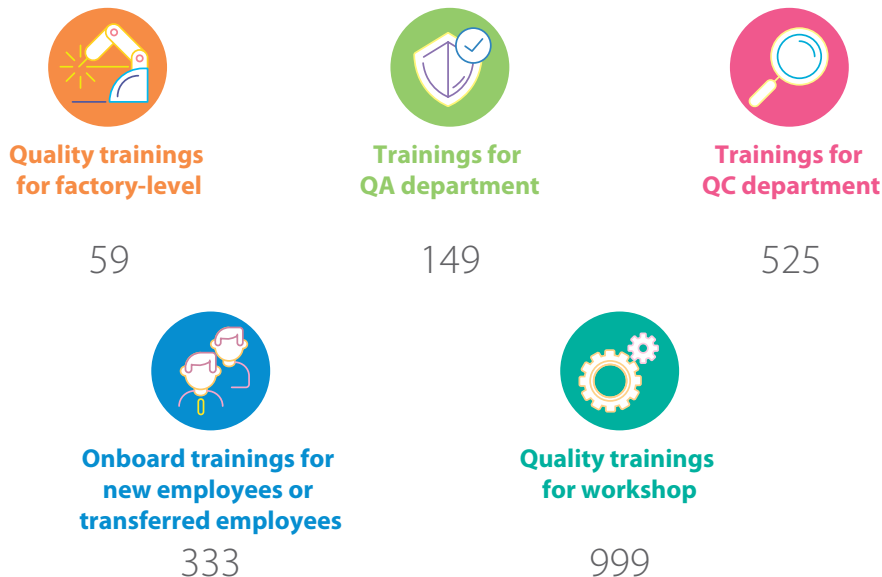 Quality trainings
for factory-level
59
Trainings for
QA department
149
Trainings for
QC department
525
Onboard trainings for
new employees or
transferred employees
333
Quality trainings
for workshop
999